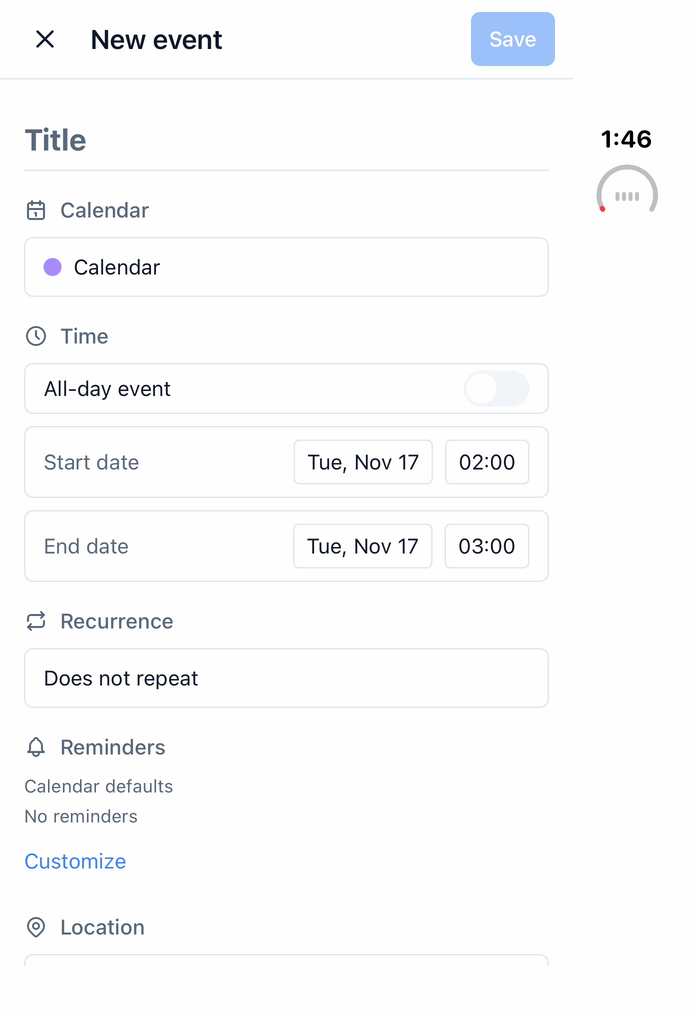 New event
Save
Title
1:46
Calendar
Calendar
Time
All-day event
Start date
Tue, Nov 17
02:00
End date
Tue, Nov 17
03:00
Recurrence
Does not repeat
Reminders
Calendar defaults
No reminders
Customize
Location